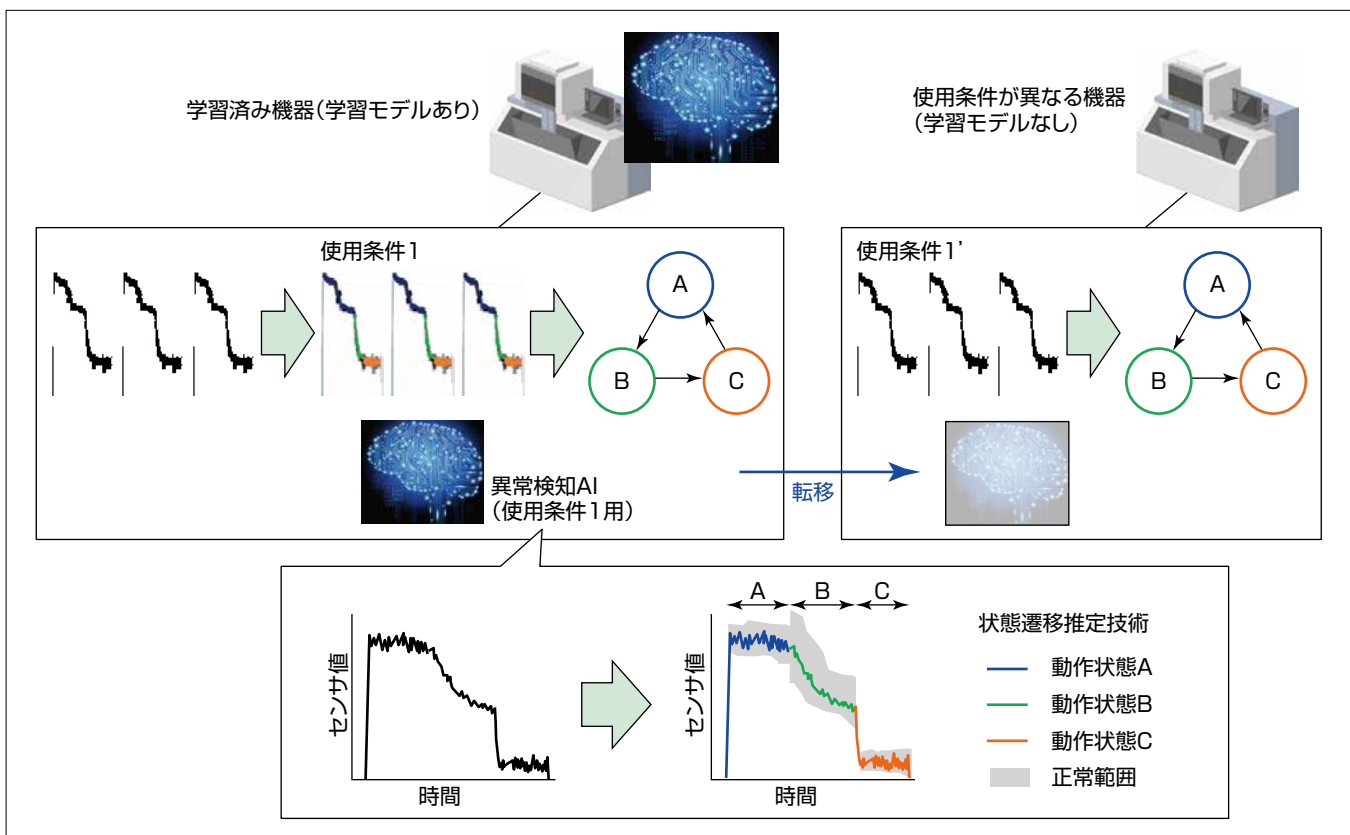 学習済み機器(学習モデルあり)
使用条件が異なる機器
(学習モデルなし)
使用条件1
A
B
C
異常検知AI
(使用条件1用)
転移
使用条件1’
A
B
C
センサ値
時間
A
B
C
センサ値
時間
状態遷移推定技術
動作状態A
動作状態B
動作状態C
正常範囲